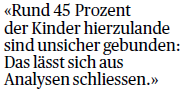 «Rund 45 Prozent
der Kinder hierzulande
sind unsicher gebunden:
Das lässt sich aus
Analysen schliessen.»